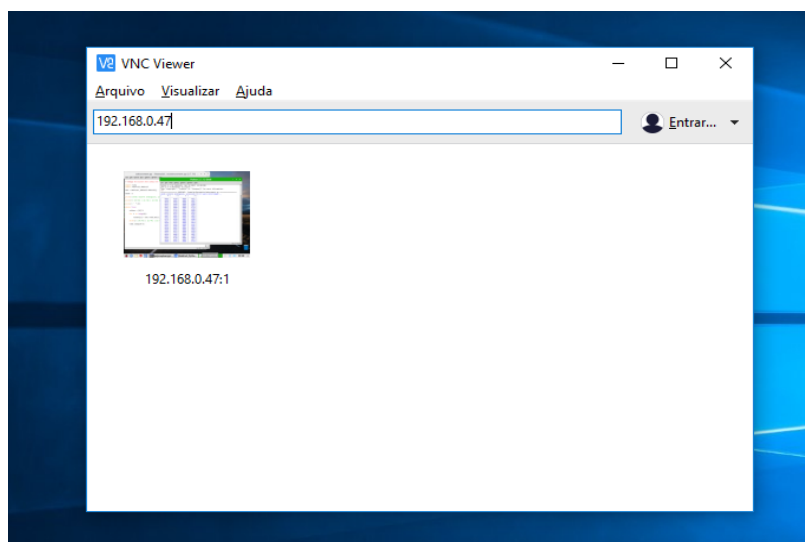 VNC Viewer
Arquivo Visualizar Ajuda
192.168.0.47
Entrar...
192.168.0.47:1